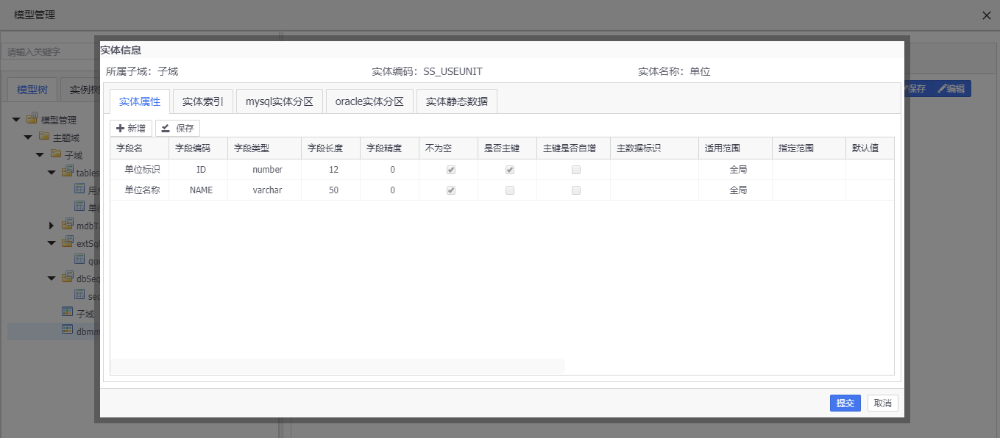 模型管理
请输入关键字
模型树 实例树
保存 编辑
模型管理
主题域
子域
tables
mdbT
extSql
dbSeq
子域
dbmm
实体信息
所属子域：子域 实体编码：SS_USEUNIT 实体名称：单位
实体属性 实体索引 mysql实体分区 oracle实体分区 实体静态数据
新增 保存
字段名 字段编码 字段类型 字段长度 字段精度 不为空 是否主键 主键是否自增 主数据标识 适用范围 指定范围 默认值
单位标识 ID number 12 0 全局
单位名称 NAME varchar 50 0 全局
提交 取消